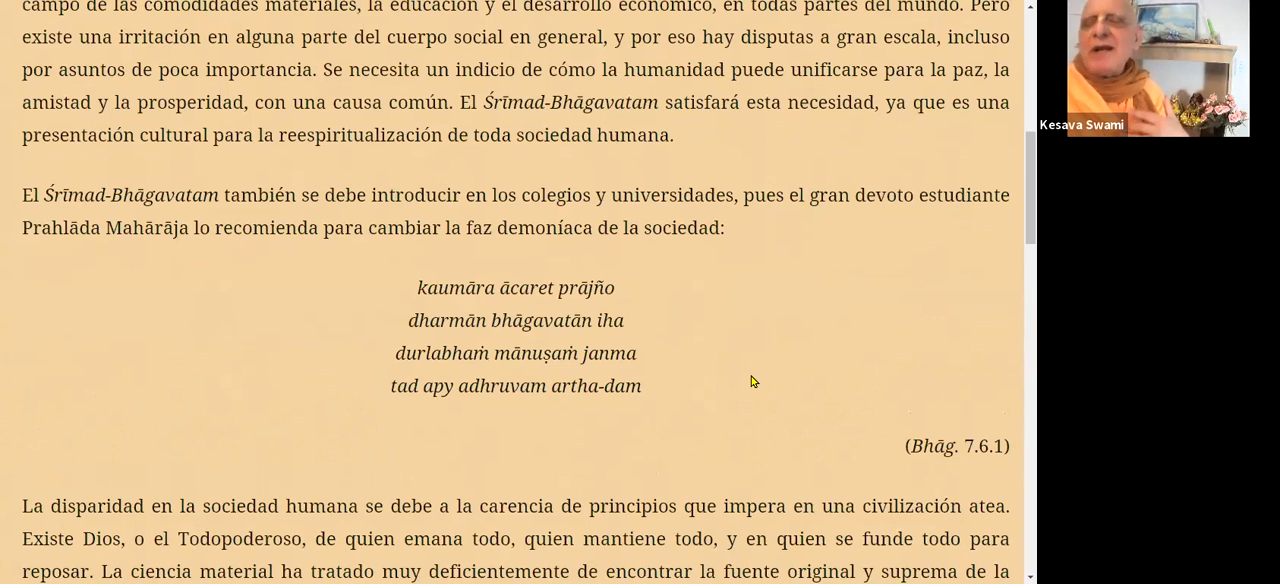 campo de las comodidades materiales, la educación y el desarrollo económico, en todas partes del mundo. Pero
existe una irritación en alguna parte del cuerpo social en general, y por eso hay disputas a gran escala, incluso
por asuntos de poca importancia. Se necesita un indicio de cómo la humanidad puede unificarse para la paz, la
amistad y la prosperidad, con una causa común. El Śrīmad-Bhāgavatam satisfará esta necesidad, ya que es una
presentación cultural para la reespiritualización de toda sociedad humana.
El Śrīmad-Bhāgavatam también se debe introducir en los colegios y universidades, pues el gran devoto estudiante
Prahlāda Mahārāja lo recomienda para cambiar la faz demoníaca de la sociedad:
kaumāra ācaret prājño
dharmān bhāgavatān iha
durlabhaṁ mānuṣaṁ janma
tad apy adhruvam artha-dam
(Bhāg. 7.6.1)
La disparidad en la sociedad humana se debe a la carencia de principios que impera en una civilización atea.
Existe Dios, o el Todopoderoso, de quien emana todo, quien mantiene todo, y en quien se funde todo para
reposar. La ciencia material ha tratado muy deficientemente de encontrar la fuente original y suprema de la
Kesava Swami